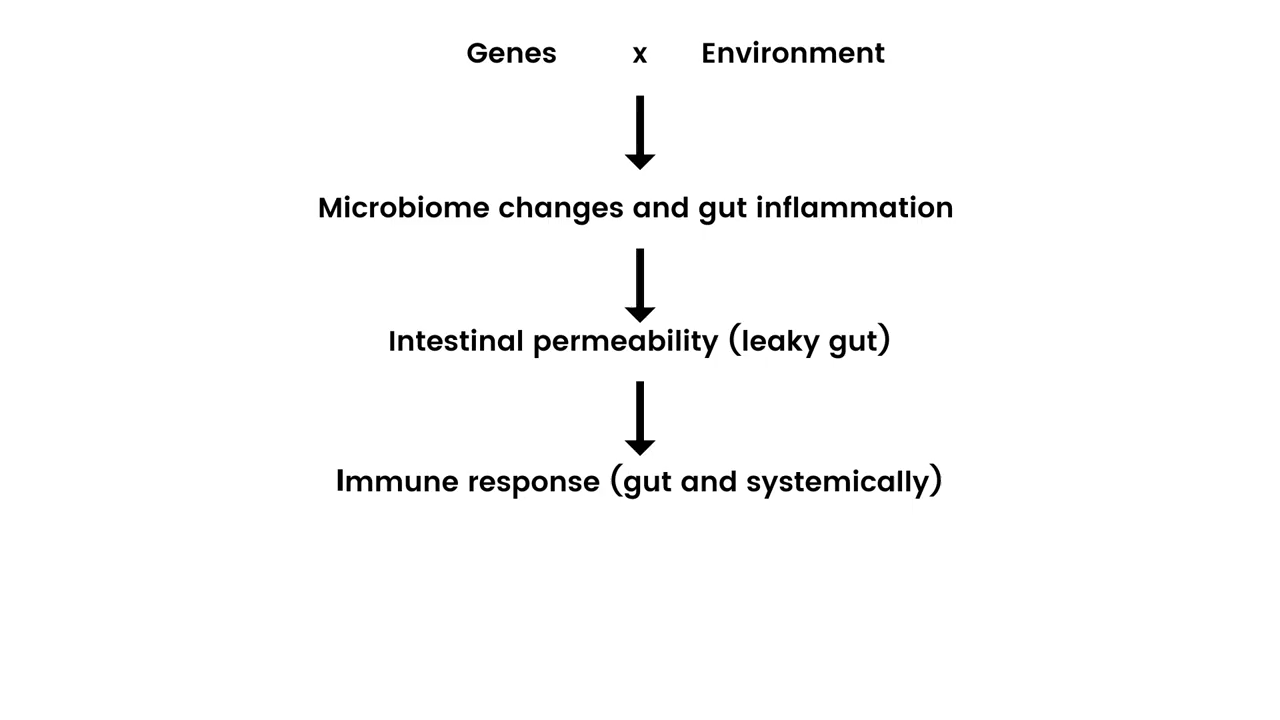 Genes x Environment
Microbiome changes and gut inflammation
Intestinal permeability (leaky gut)
Immune response (gut and systemically)